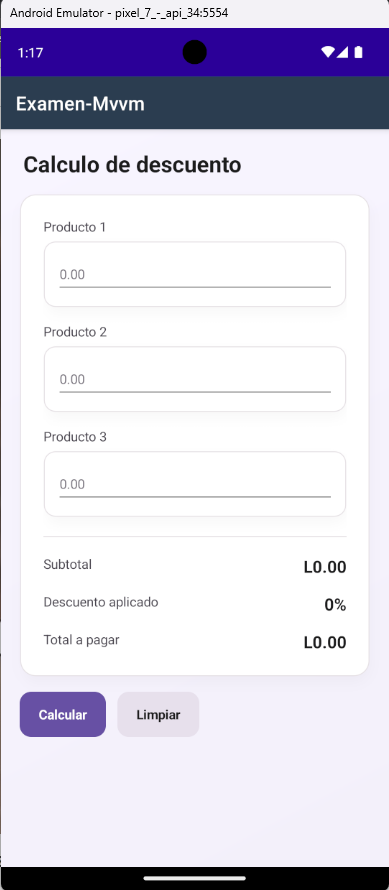 Android Emulator - pixel_7_-_api_34:5554
1:17
Examen-Mvvm
Calculo de descuento
Producto 1
0.00
Producto 2
0.00
Producto 3
0.00
Subtotal L0.00
Descuento aplicado 0%
Total a pagar L0.00
Calcular Limpiar